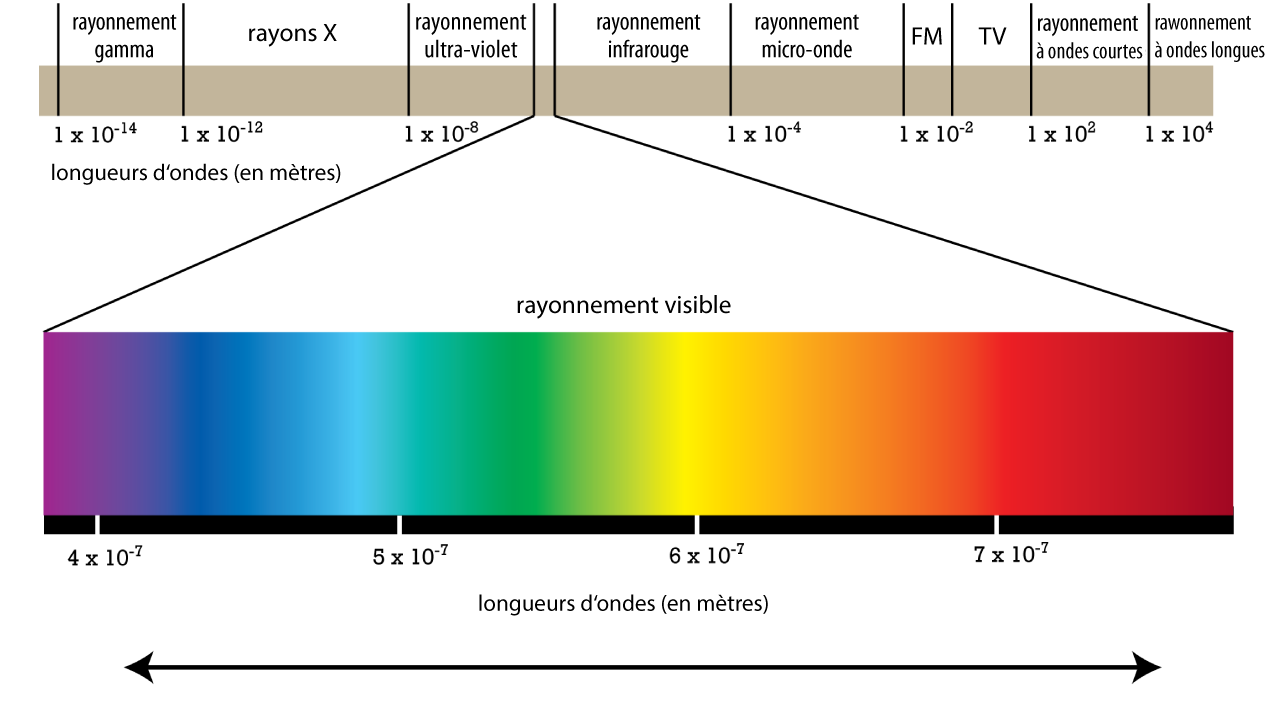 rayonnement
gamma
rayons X
rayonnement
ultra-violet
rayonnement
infrarouge
rayonnement
micro-onde
FM
TV
rayonnement
à ondes courtes
rawonnement
à ondes longues
1 x 10⁻¹⁴
1 x 10⁻¹²
1 x 10⁻⁸
1 x 10⁻⁴
1 x 10⁻²
1 x 10²
1 x 10⁴
longueurs d'ondes (en mètres)
rayonnement visible
4 x 10⁻⁷
5 x 10⁻⁷
6 x 10⁻⁷
7 x 10⁻⁷
longueurs d'ondes (en mètres)